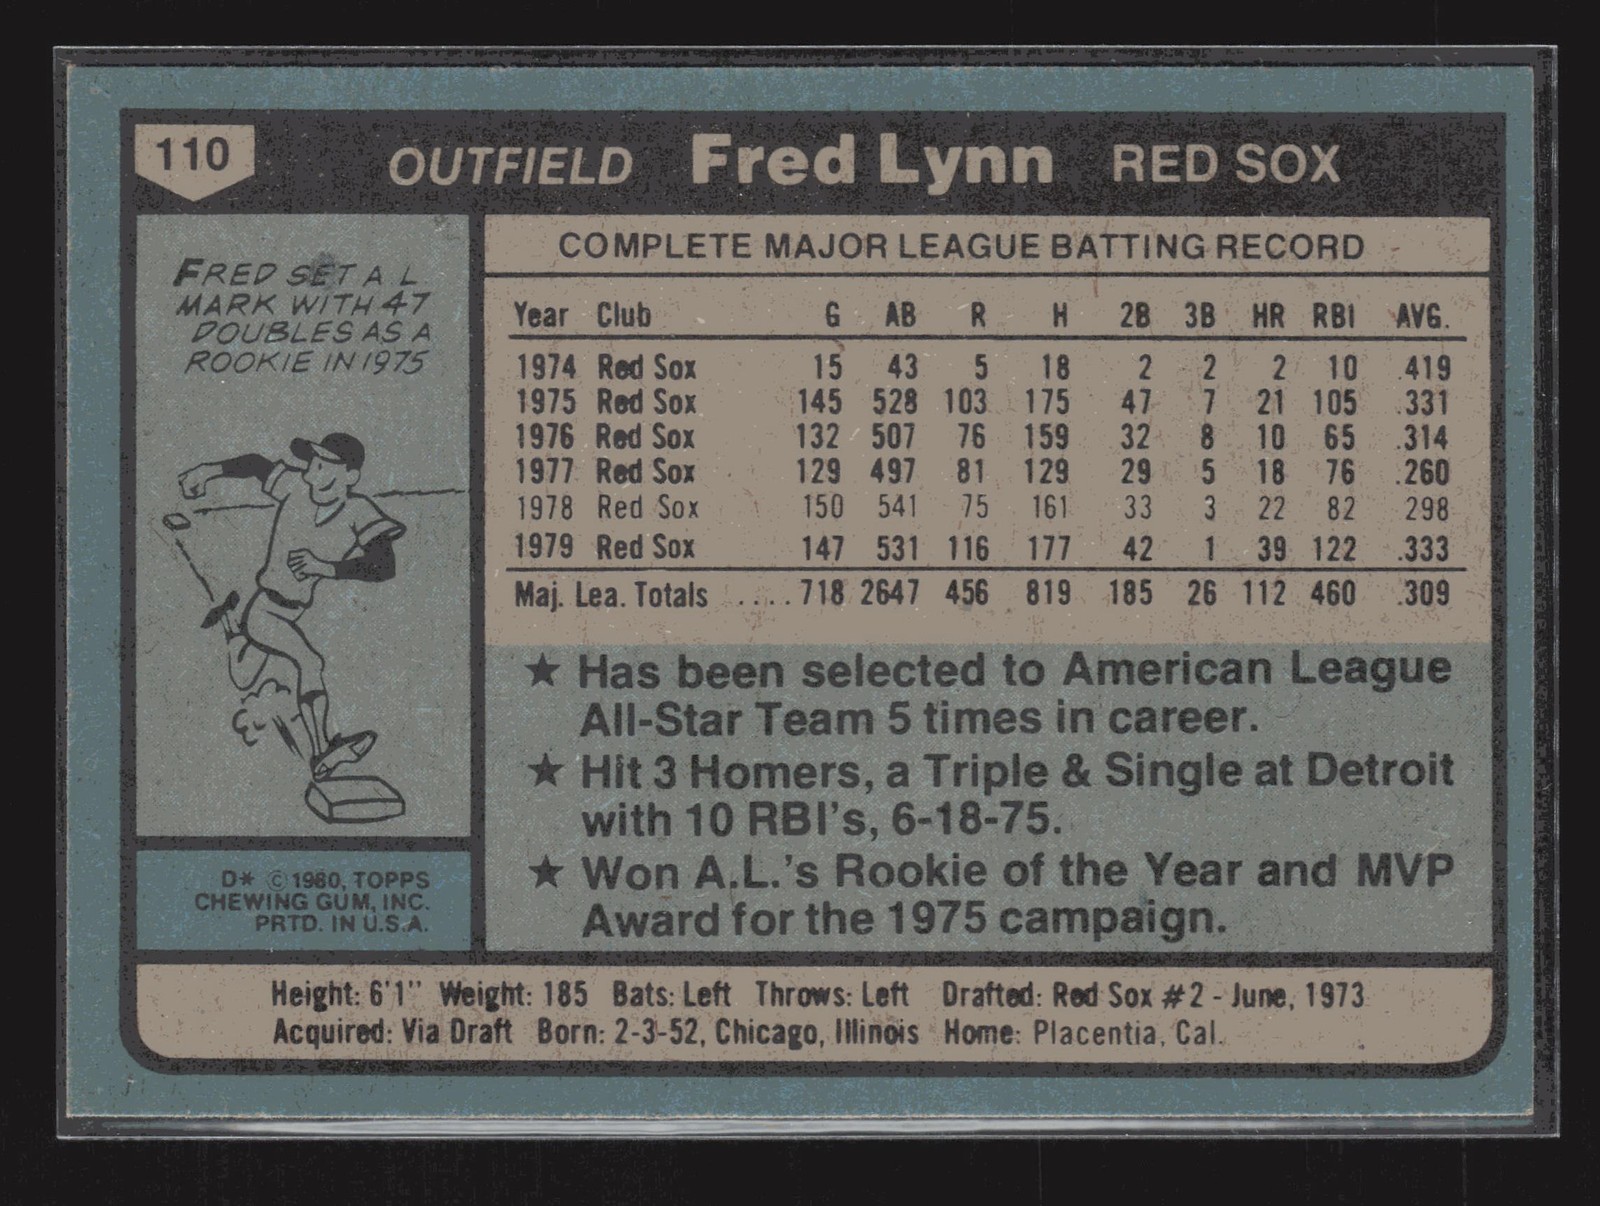 110 OUTFIELD Fred Lynn RED SOX
FRED SET A L
MARK WITH 47
DOUBLES AS A
ROOKIE IN 1975
D* © 1980, TOPPS
CHEWING GUM, INC.
PRTD. IN U.S.A.
COMPLETE MAJOR LEAGUE BATTING RECORD
Year Club G AB R H 2B 3B HR RBI AVG.
1974 Red Sox 15 43 5 18 2 2 2 10 .419
1975 Red Sox 145 528 103 175 47 7 21 105 .331
1976 Red Sox 132 507 76 159 32 8 10 65 .314
1977 Red Sox 129 497 81 129 29 5 18 76 .260
1978 Red Sox 150 541 75 161 33 3 22 82 .298
1979 Red Sox 147 531 116 177 42 1 39 122 .333
Maj. Lea. Totals ....718 2647 456 819 185 26 112 460 .309
★ Has been selected to American League
All-Star Team 5 times in career.
★ Hit 3 Homers, a Triple & Single at Detroit
with 10 RBI's, 6-18-75.
★ Won A.L.'s Rookie of the Year and MVP
Award for the 1975 campaign.
Height: 6'1" Weight: 185 Bats: Left Throws: Left Drafted: Red Sox #2 - June, 1973
Acquired: Via Draft Born: 2-3-52, Chicago, Illinois Home: Placentia, Cal.